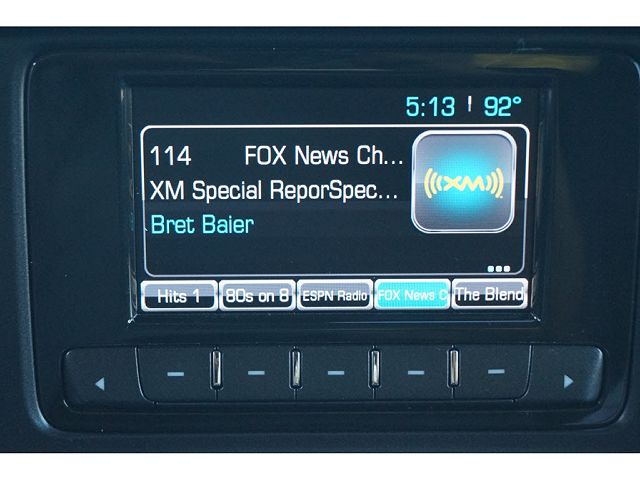 5:13 92°
114 FOX News Ch...
XM Special ReporSpec...
Bret Baier
XM
Hits 1 80s on 8 ESPN Radio FOX News C The Blend